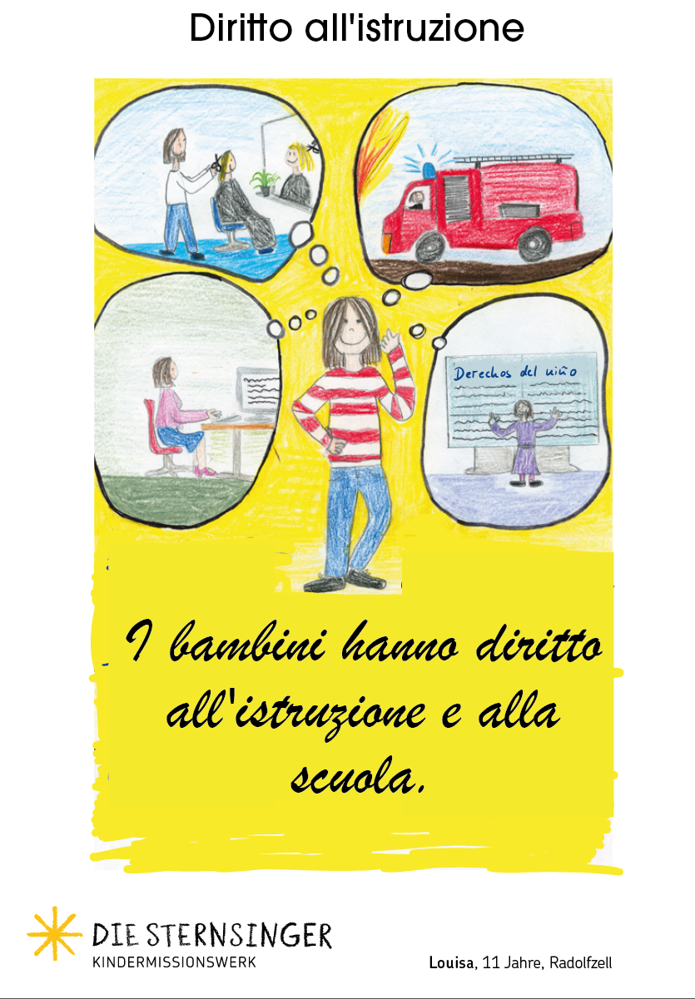 Diritto all'istruzione
Derechos del niño
I bambini hanno diritto
all'istruzione e alla
scuola.
DIE STERNSINGER
KINDERMISSIONSWERK
Louisa, 11 Jahre, Radolfzell